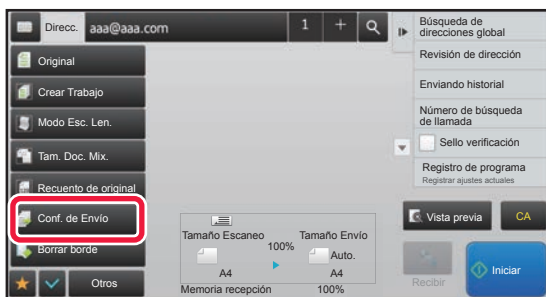 Direcc. aaa@aaa.com 1 +
Original
Crear Trabajo
Modo Esc. Len.
Tam. Doc. Mix.
Recuento de original
Conf. de Envío
Borrar borde
Otros
Tamaño Escaneo
100%
Tamaño Envío
Auto.
A4
A4
Memoria recepción
100%
Búsqueda de
direcciones global
Revisión de dirección
Enviando historial
Número de búsqueda
de llamada
Sello verificación
Registro de programa
Registrar ajustes actuales
Vista previa
CA
Recibir
Iniciar